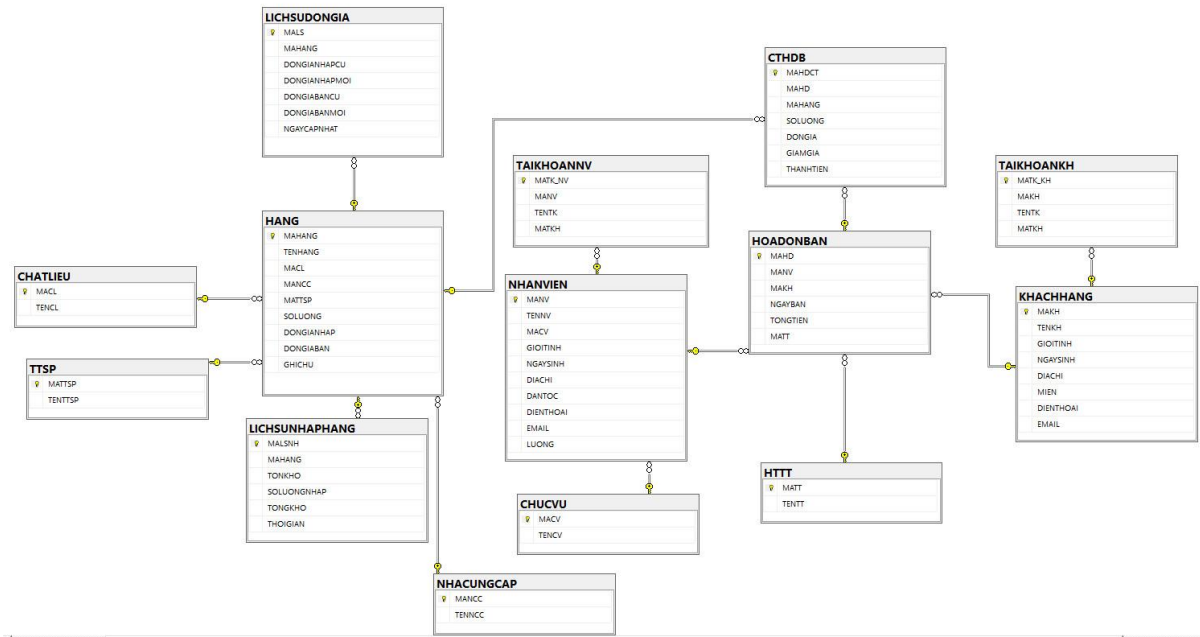 LICHSUDONGIA
MALS
MAHANG
DONGIANHAPCU
DONGIANHAPMOI
DONGIABANCU
DONGIABANMOI
NGAYCAPNHAT
CTHDB
MAHDCT
MAHD
MAHANG
SOLUONG
DONGIA
GIAMGIA
THANHTIEN
TAIKHOANNV
MATK_NV
MANV
TENTK
MATKH
TAIKHOANKH
MATK_KH
MAKH
TENTK
MATKH
HANG
MAHANG
TENHANG
MACL
MANCC
MATTSP
SOLUONG
DONGIANHAP
DONGIABAN
GHICHU
HOADONBAN
MAHD
MANV
MAKH
NGAYBAN
TONGTIEN
MATT
CHATLIEU
MACL
TENCL
NHANVIEN
MANV
TENNV
MACV
GIOITINH
NGAYSINH
DIACHI
DANTOC
DIENTHOAI
EMAIL
LUONG
KHACHHANG
MAKH
TENKH
GIOITINH
NGAYSINH
DIACHI
MIEN
DIENTHOAI
EMAIL
TTSP
MATTSP
TENTTSP
LICHSUNHAPHANG
MALSNH
MAHANG
TONKHO
SOLUONGNHAP
TONGKHO
THOIGIAN
HTTT
MATT
TENTT
CHUCVU
MACV
TENCV
NHACUNGCAP
MANCC
TENNCC